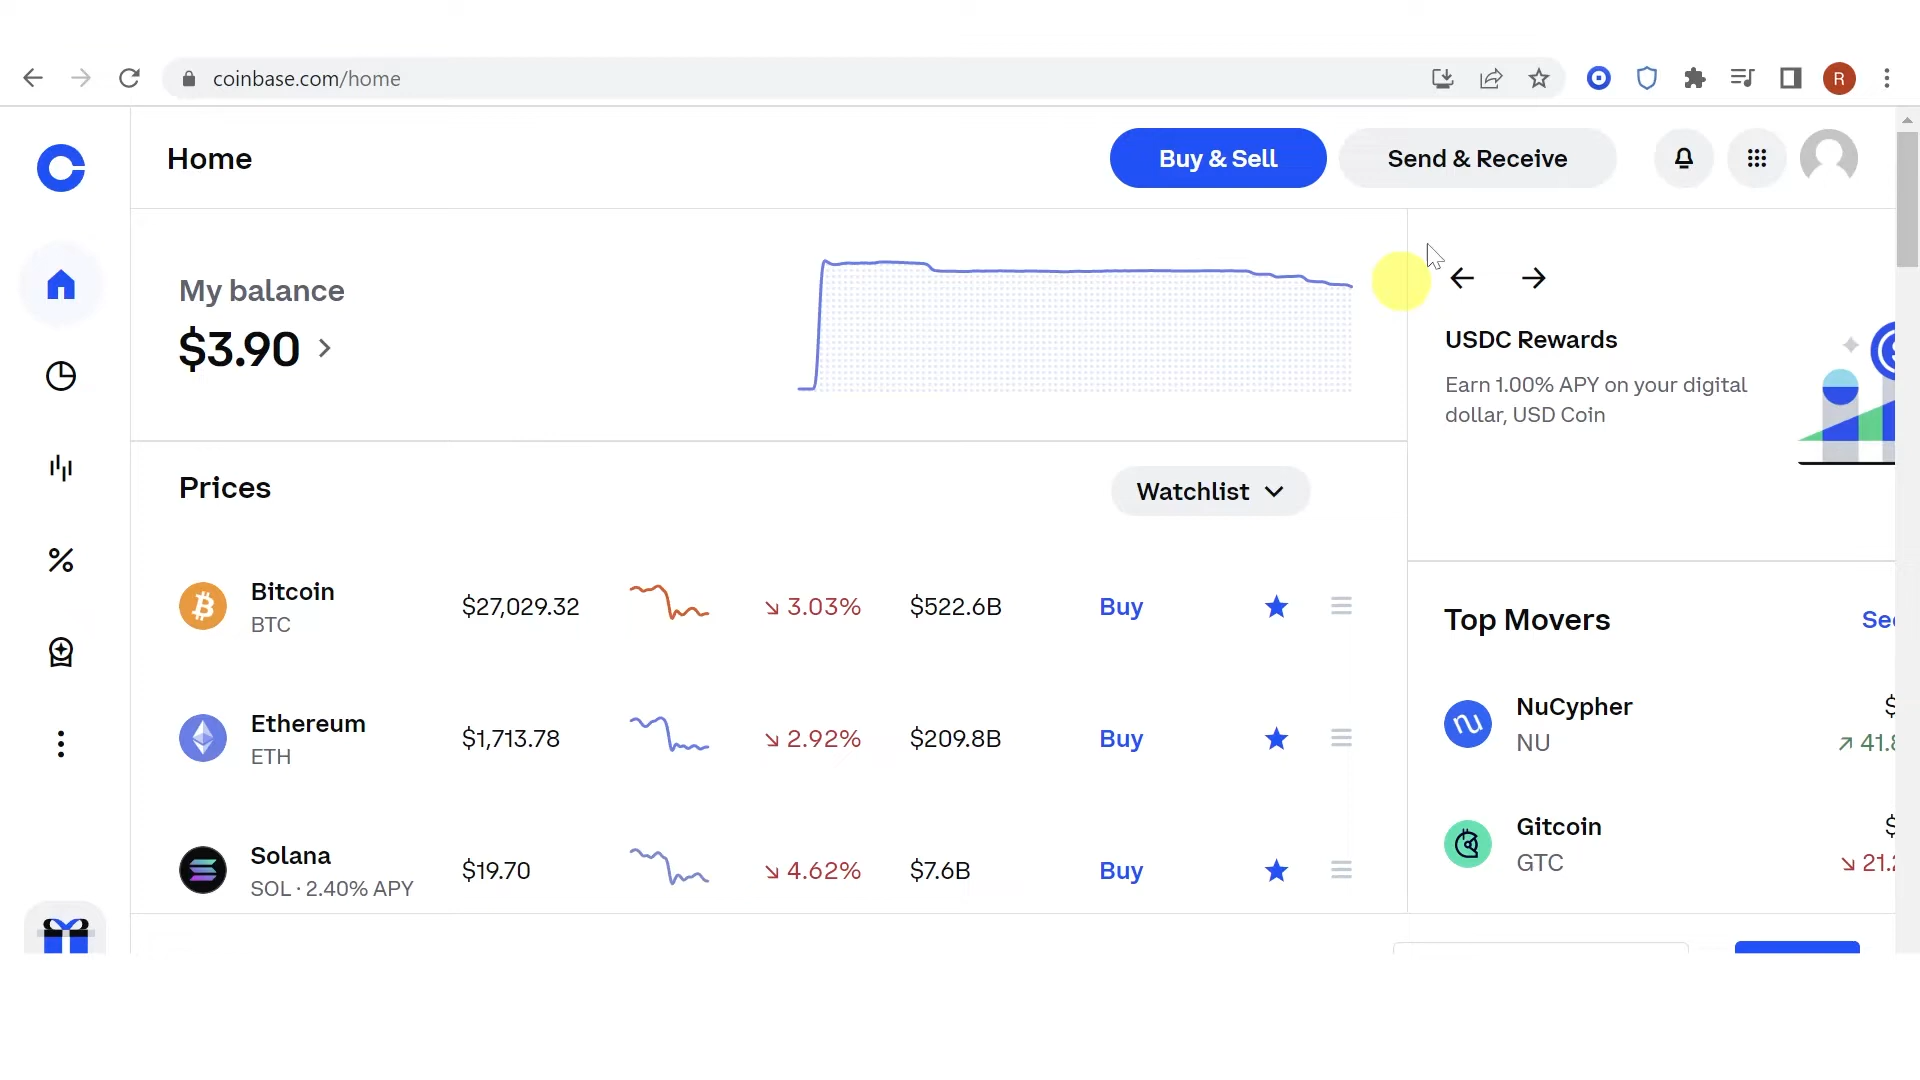 coinbase.com/home
R
Home
Buy & Sell
Send & Receive
My balance
$3.90
USDC Rewards
Earn 1.00% APY on your digital
dollar, USD Coin
Prices
Watchlist
Bitcoin
BTC
$27,029.32
3.03%
$522.6B
Buy
Ethereum
ETH
$1,713.78
2.92%
$209.8B
Buy
Solana
SOL · 2.40% APY
$19.70
4.62%
$7.6B
Buy
Top Movers
NuCypher
NU
$
Gitcoin
GTC
$